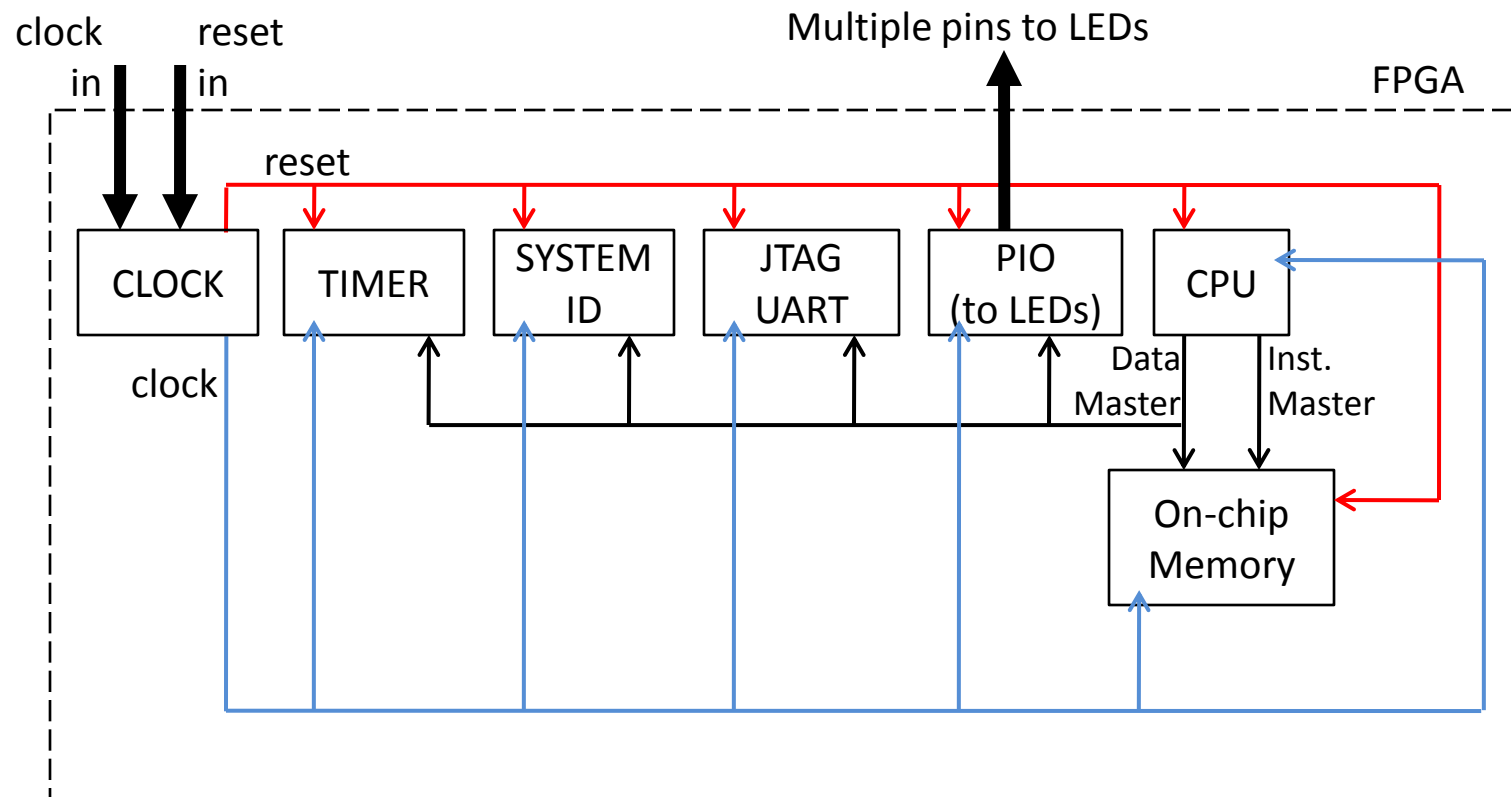 clock
in
reset
in
Multiple pins to LEDs
FPGA
reset
CLOCK
TIMER
SYSTEM
ID
JTAG
UART
PIO
(to LEDs)
CPU
clock
Data
Master
Inst.
Master
On-chip
Memory